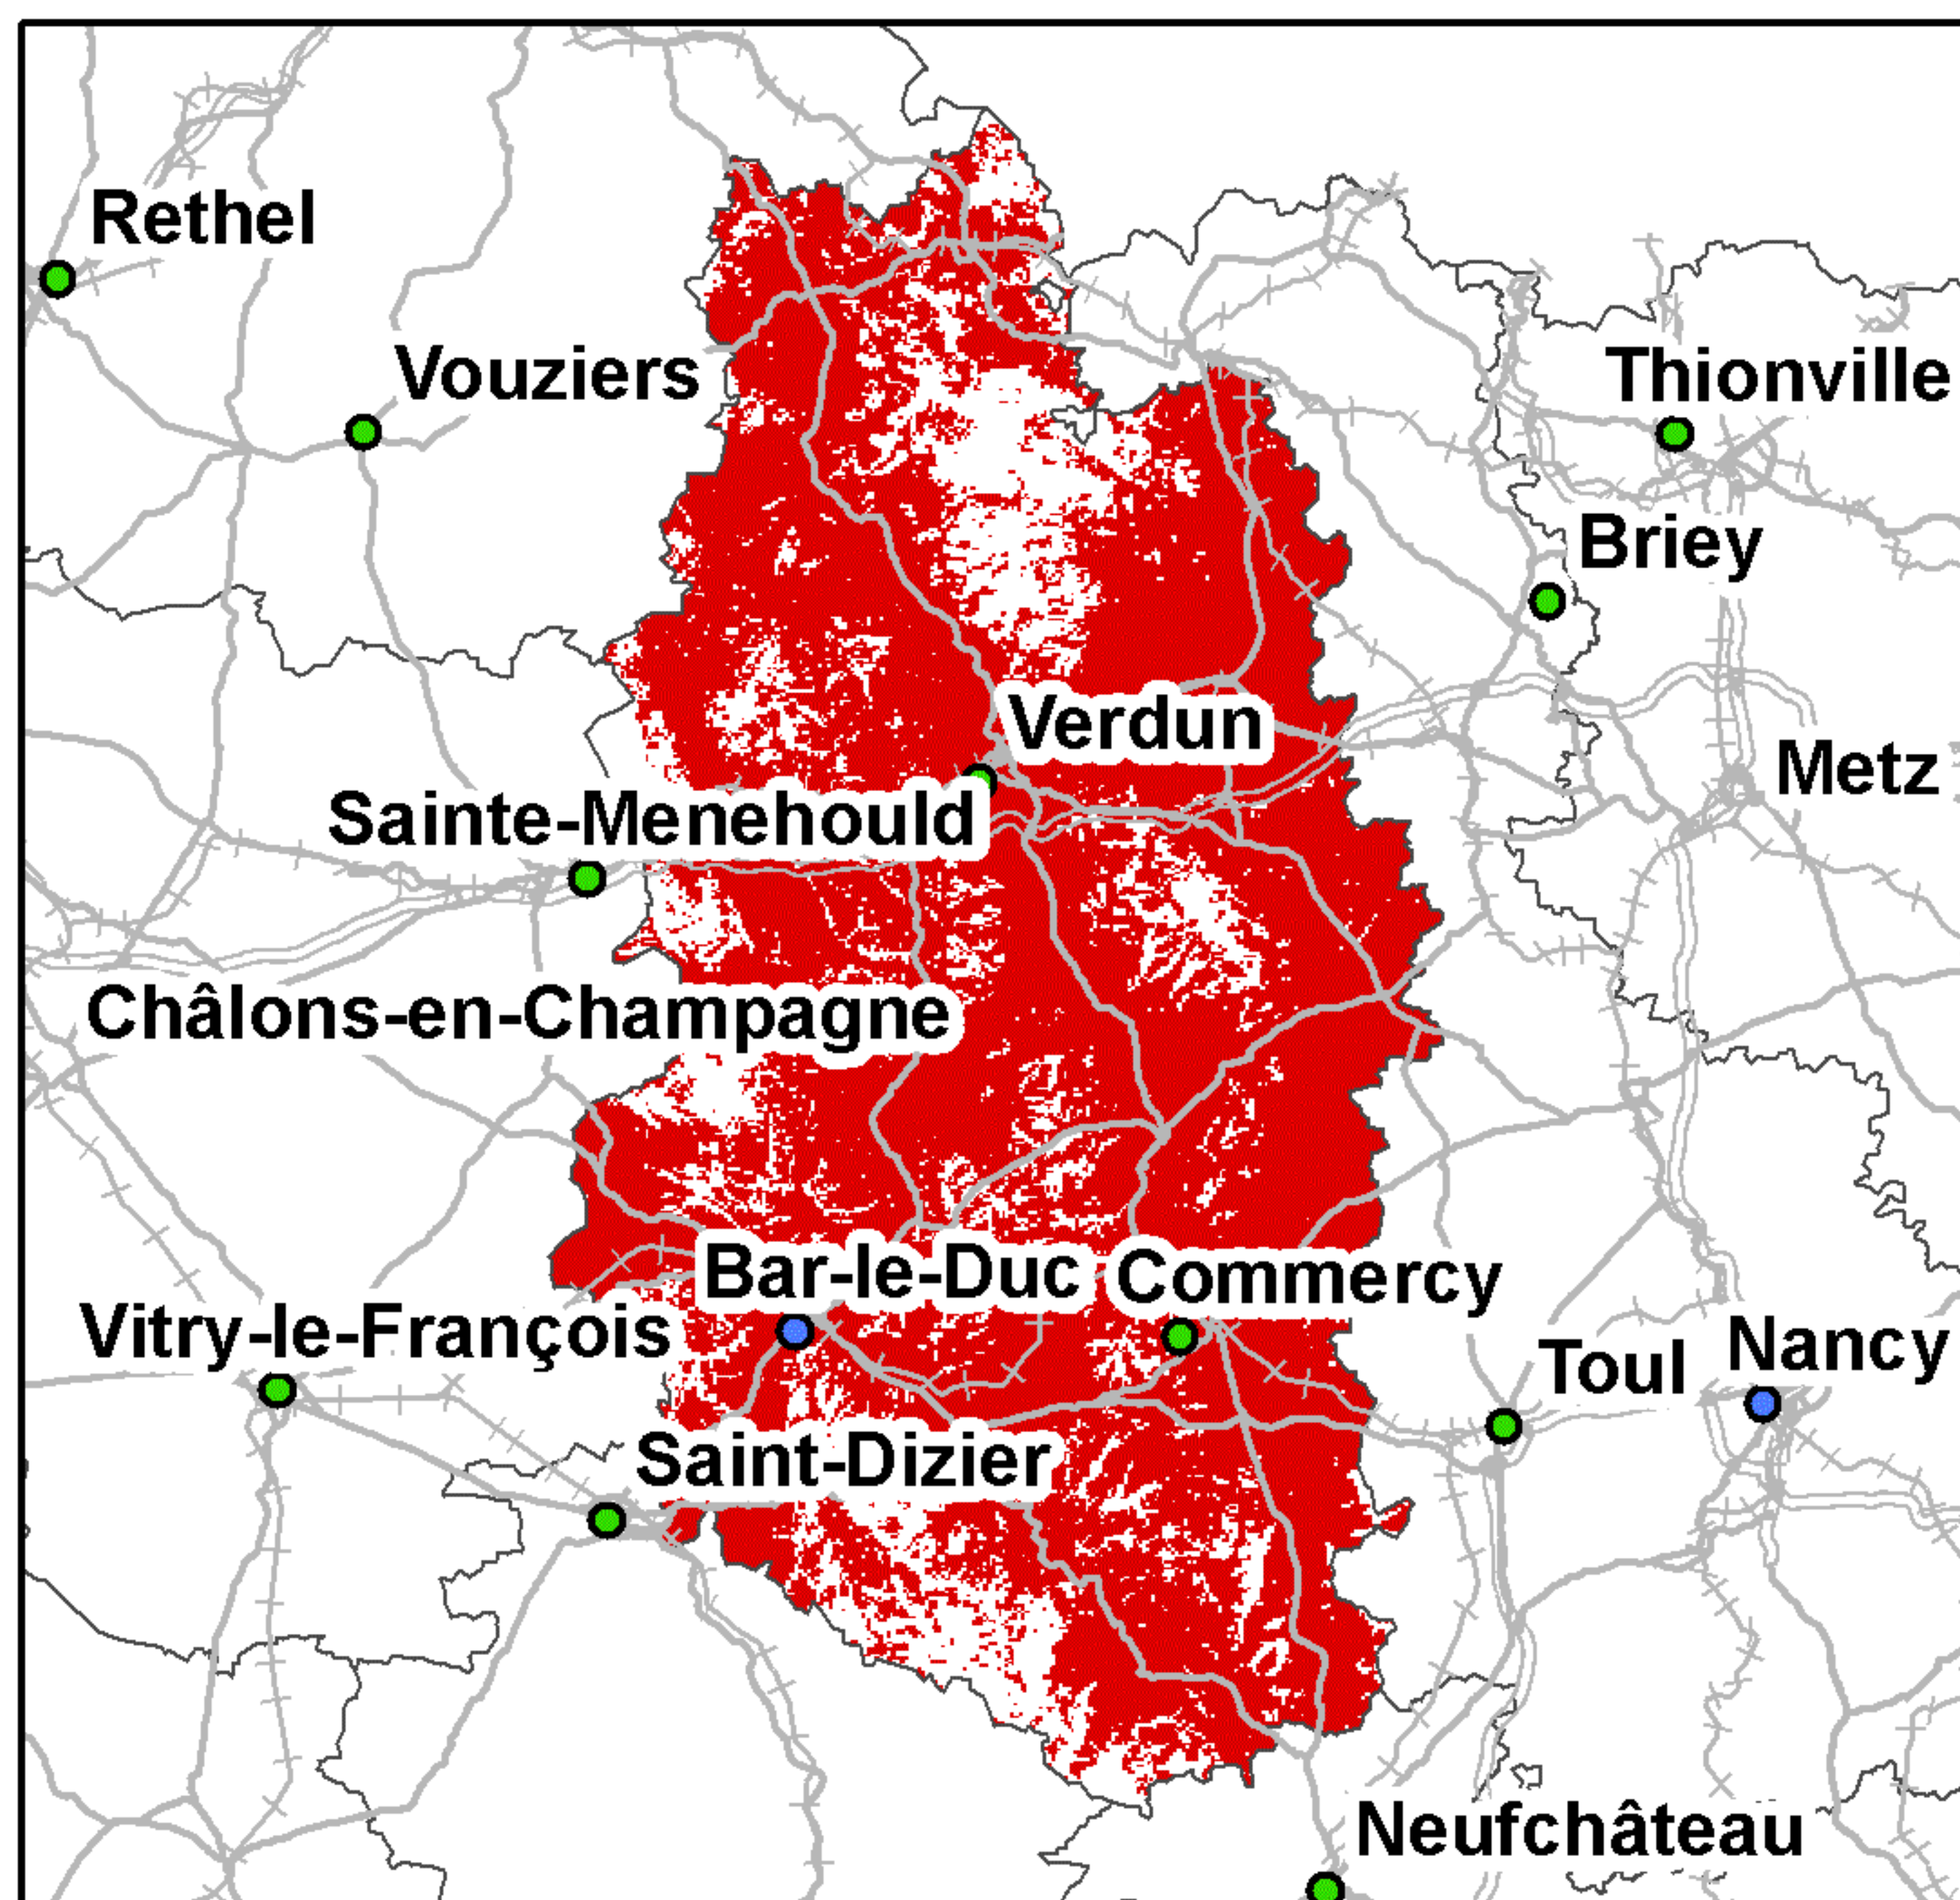 Rethel
Vouziers
Thionville
Briey
Verdun
Metz
Sainte-Menehould
Châlons-en-Champagne
Bar-le-Duc
Commercy
Vitry-le-François
Toul
Nancy
Saint-Dizier
Neufchâteau